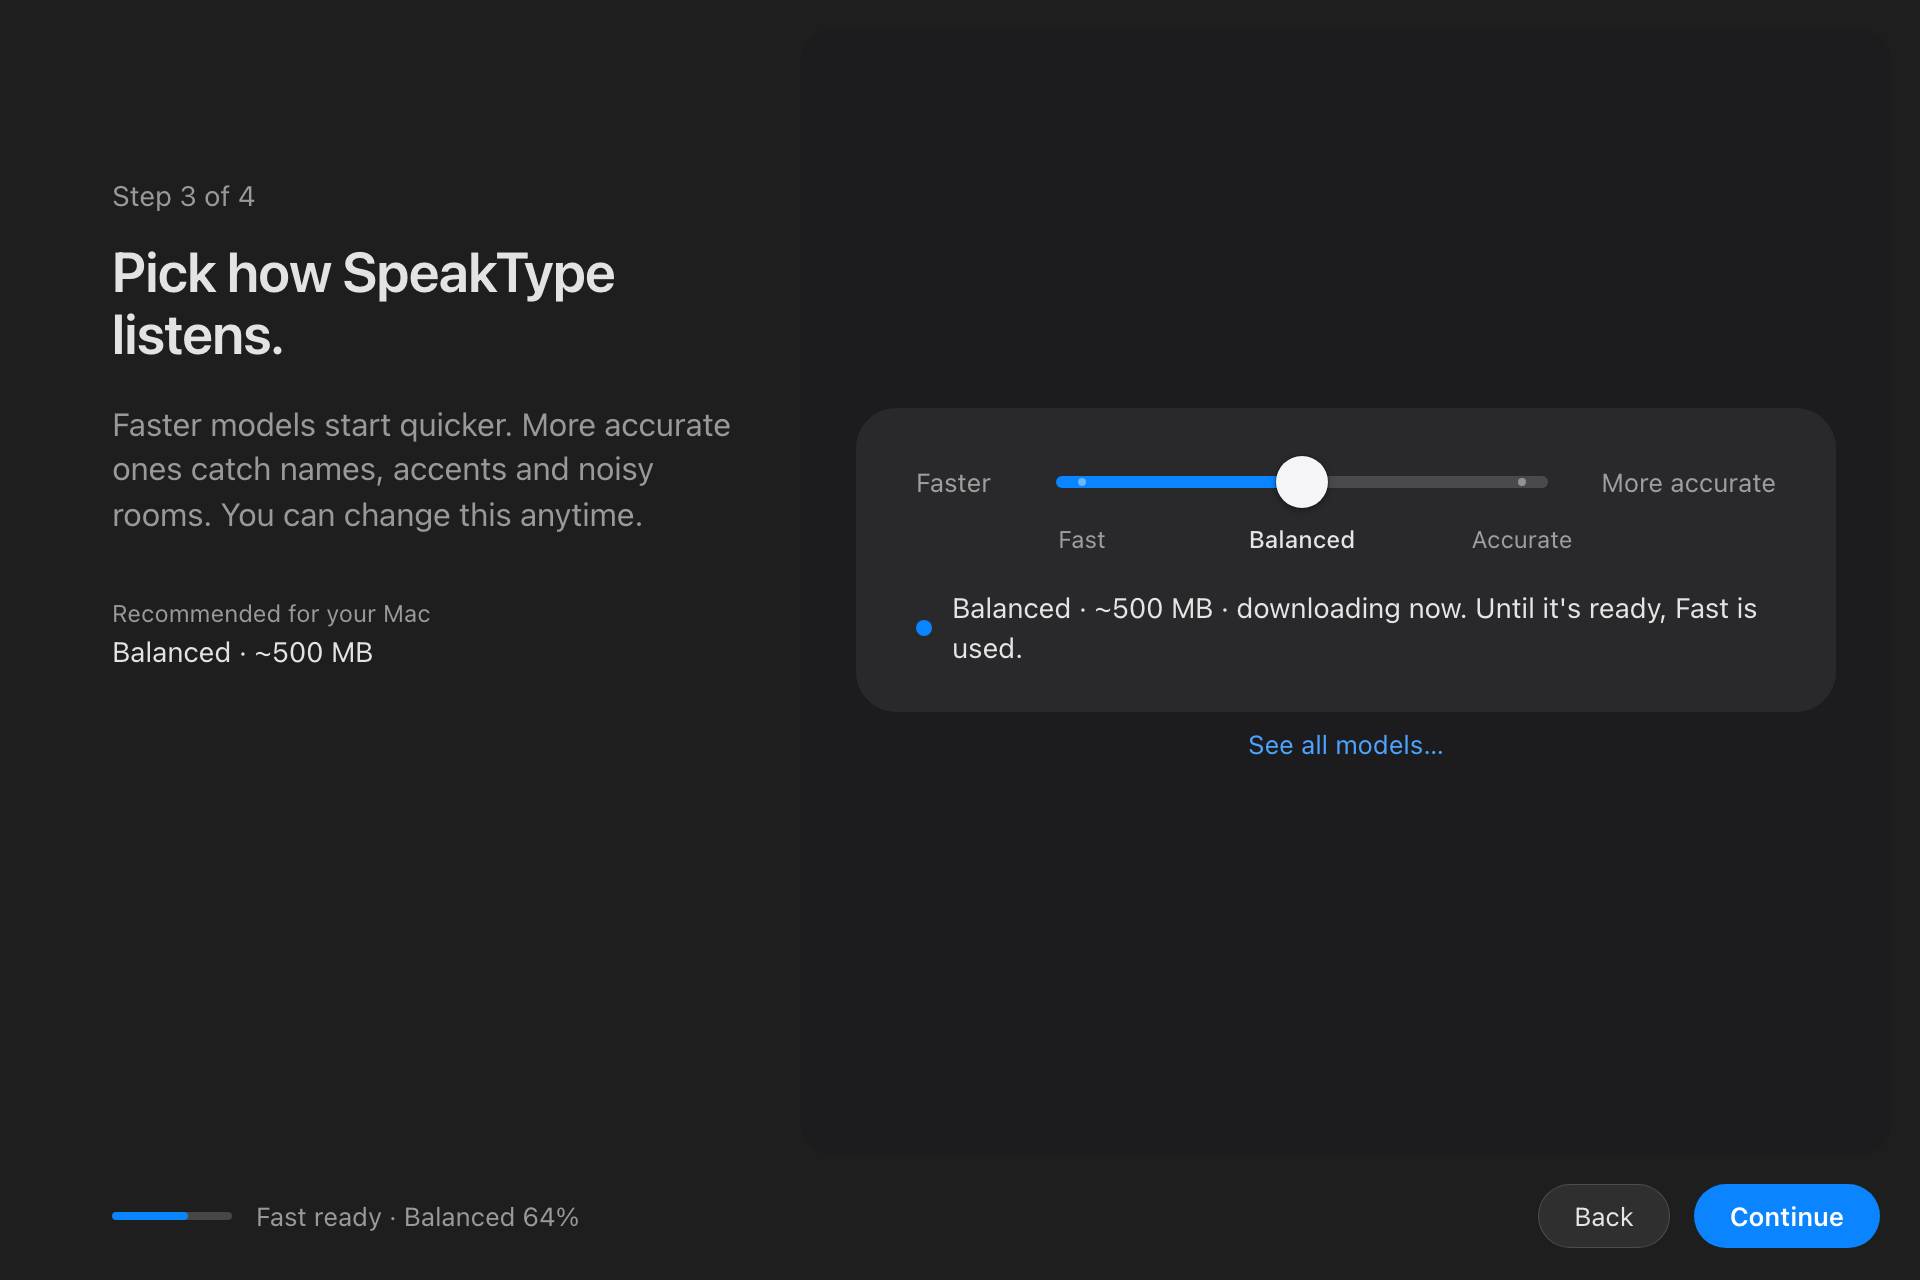 Step 3 of 4
Pick how SpeakType
listens.
Faster models start quicker. More accurate
ones catch names, accents and noisy
rooms. You can change this anytime.
Recommended for your Mac
Balanced · ~500 MB
Faster
More accurate
Fast
Balanced
Accurate
Balanced · ~500 MB · downloading now. Until it's ready, Fast is
used.
See all models...
Fast ready · Balanced 64%
Back
Continue